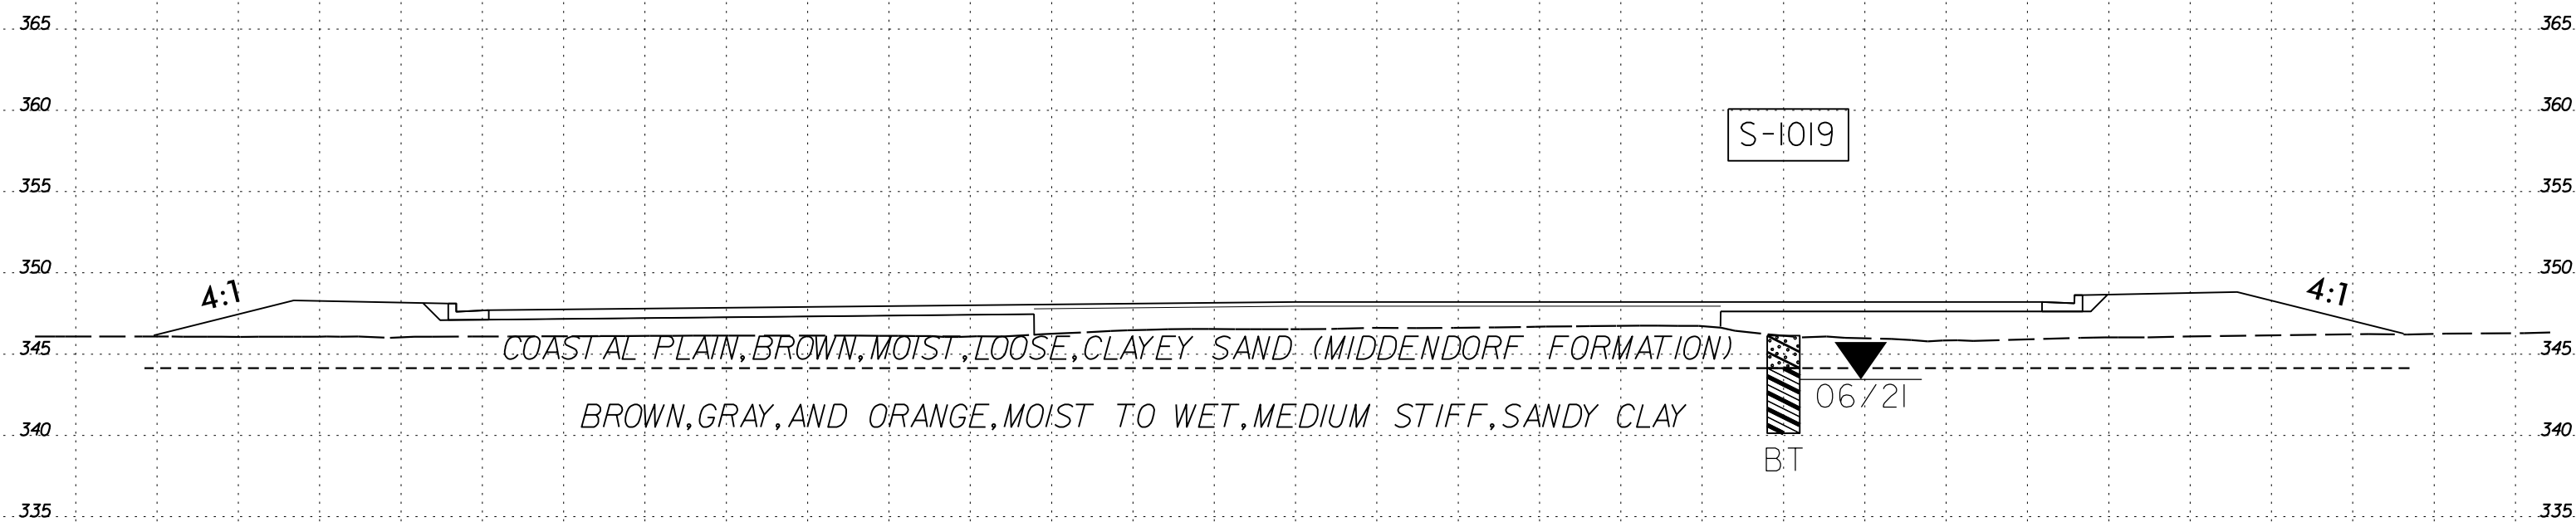 365 365
360 360
S-1019
355 355
350 350
4:1 4:1
345 COASTAL PLAIN, BROWN, MOIST, LOOSE, CLAYEY SAND (MIDDENDORF FORMATION) 345
06/21
BROWN, GRAY, AND ORANGE, MOIST TO WET, MEDIUM STIFF, SANDY CLAY
340 340
BT
335 335